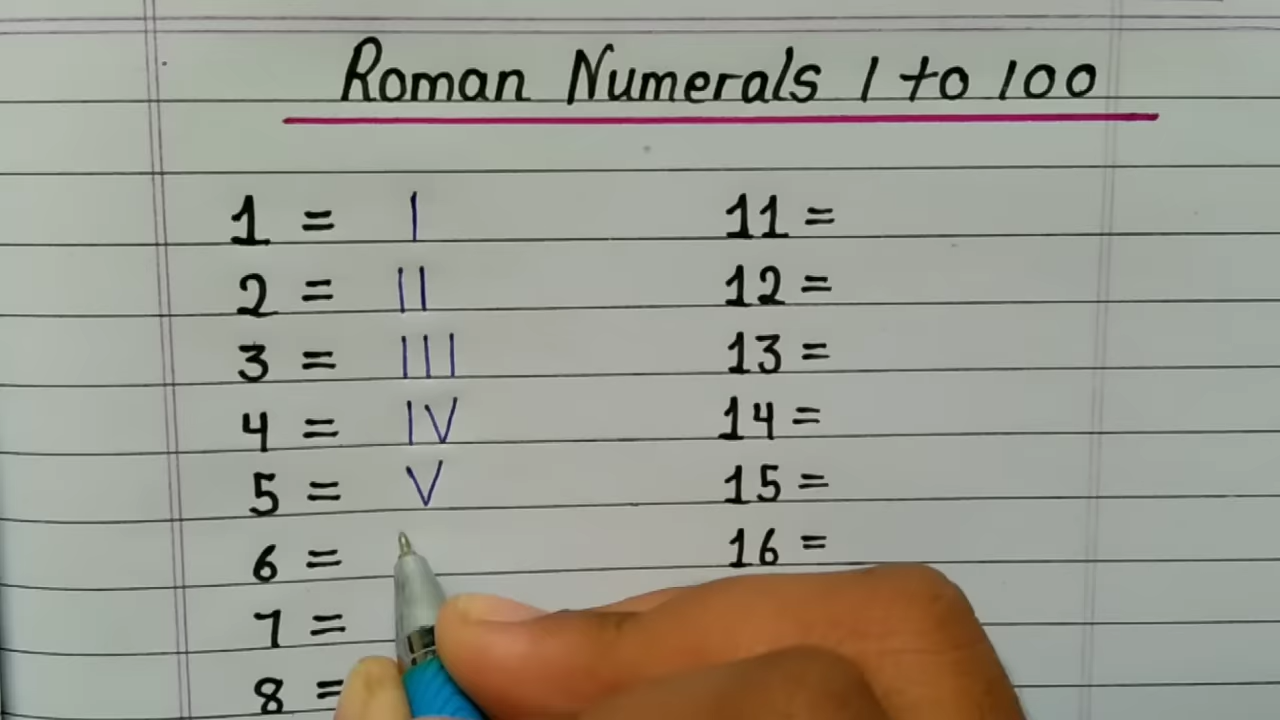 Roman Numerals 1 to 100
1 = I
2 = II
3 = III
4 = IV
5 = V
6 =
7 =
8 =
11 =
12 =
13 =
14 =
15 =
16 =